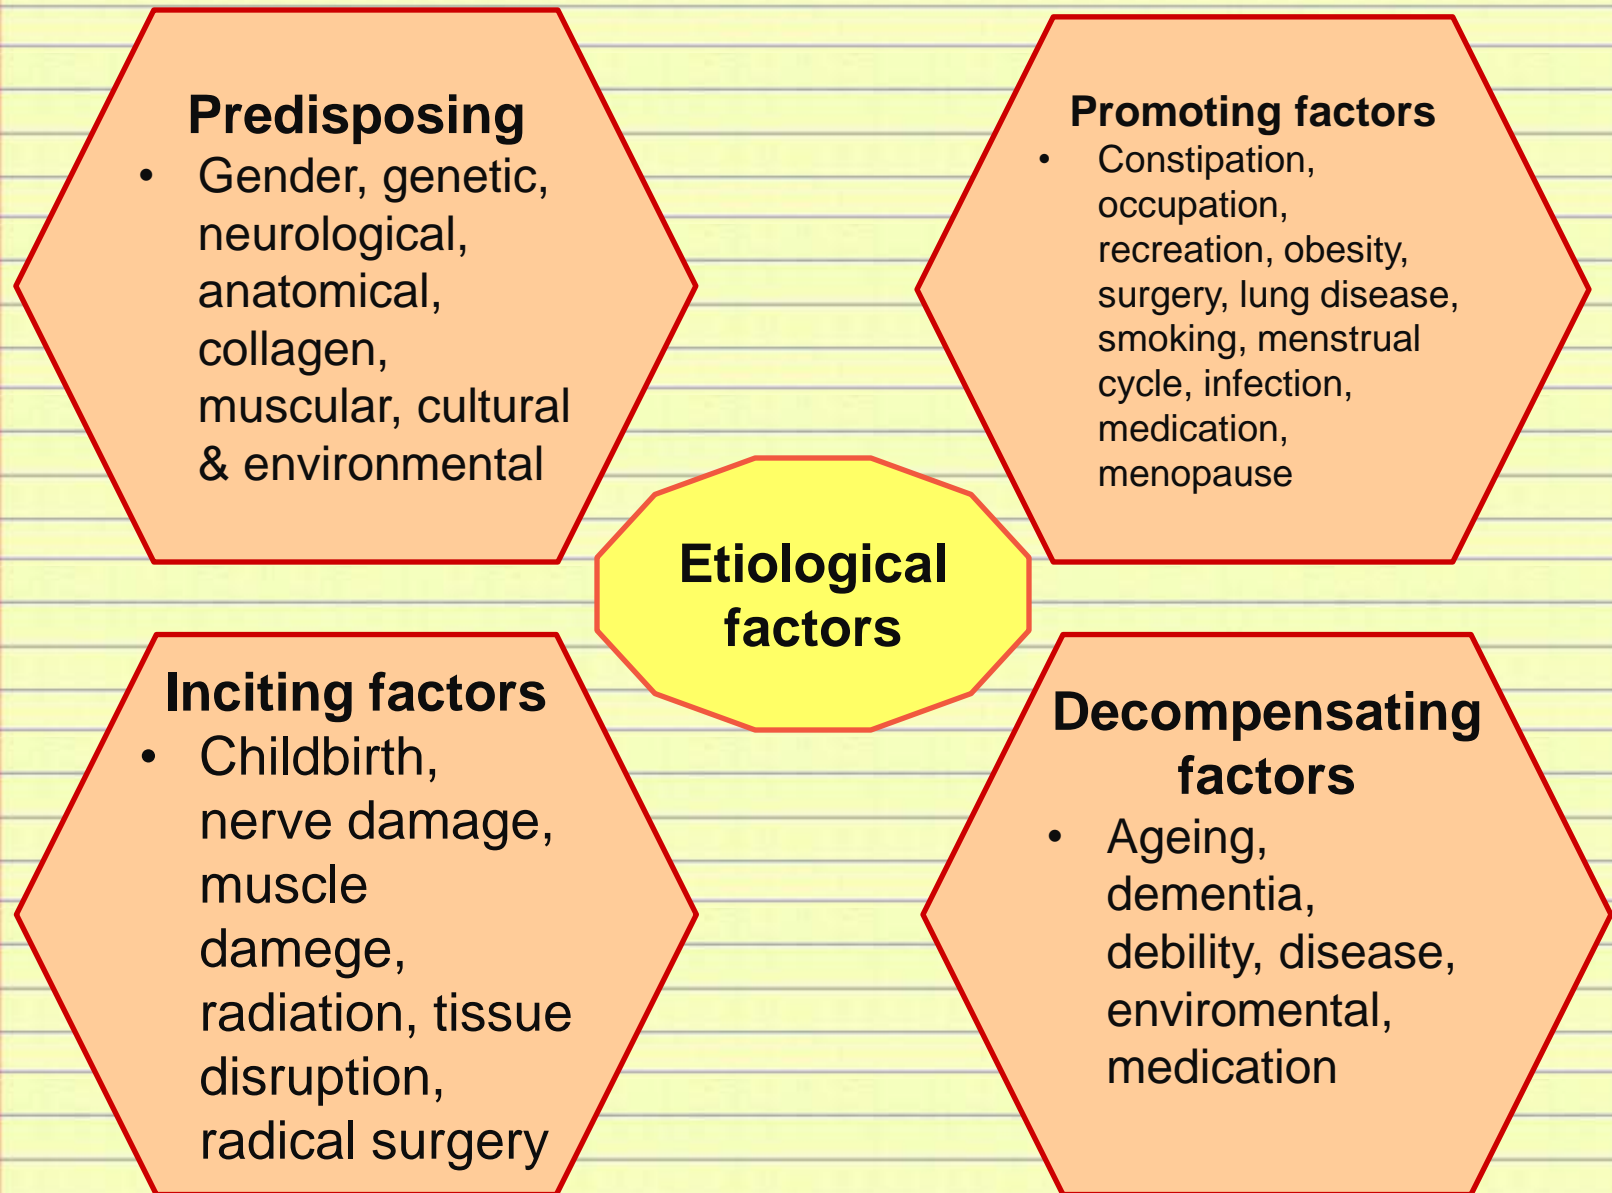 Predisposing
• Gender, genetic,
neurological,
anatomical,
collagen,
muscular, cultural
& environmental
Promoting factors
• Constipation,
occupation,
recreation, obesity,
surgery, lung disease,
smoking, menstrual
cycle, infection,
medication,
menopause
Etiological
factors
Inciting factors
• Childbirth,
nerve damage,
muscle
damege,
radiation, tissue
disruption,
radical surgery
Decompensating
factors
• Ageing,
dementia,
debility, disease,
enviromental,
medication